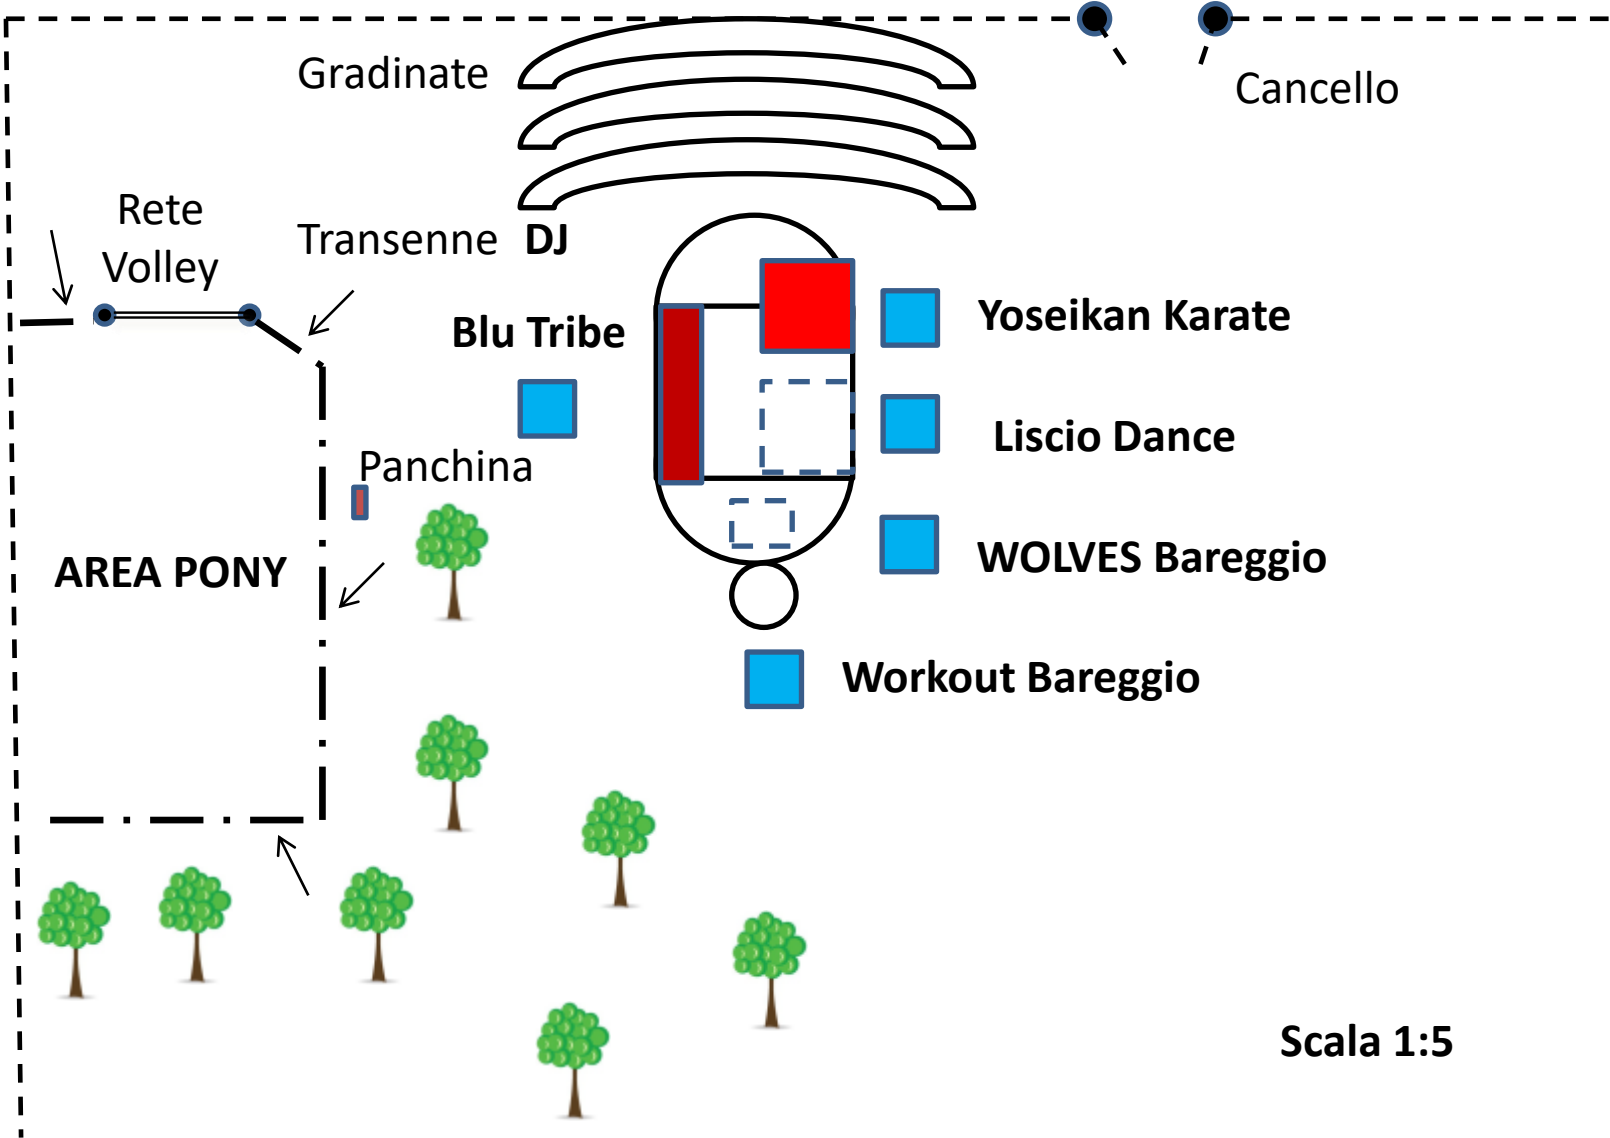 Gradinate
Cancello
Rete
Volley
Transenne DJ
Blu Tribe
Yoseikan Karate
Liscio Dance
Panchina
AREA PONY
WOLVES Bareggio
Workout Bareggio
Scala 1:5